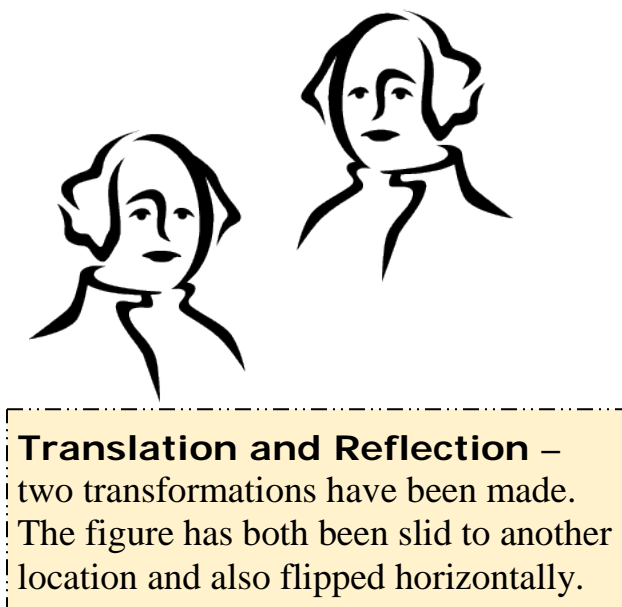 Translation and Reflection –
two transformations have been made.
The figure has both been slid to another
location and also flipped horizontally.